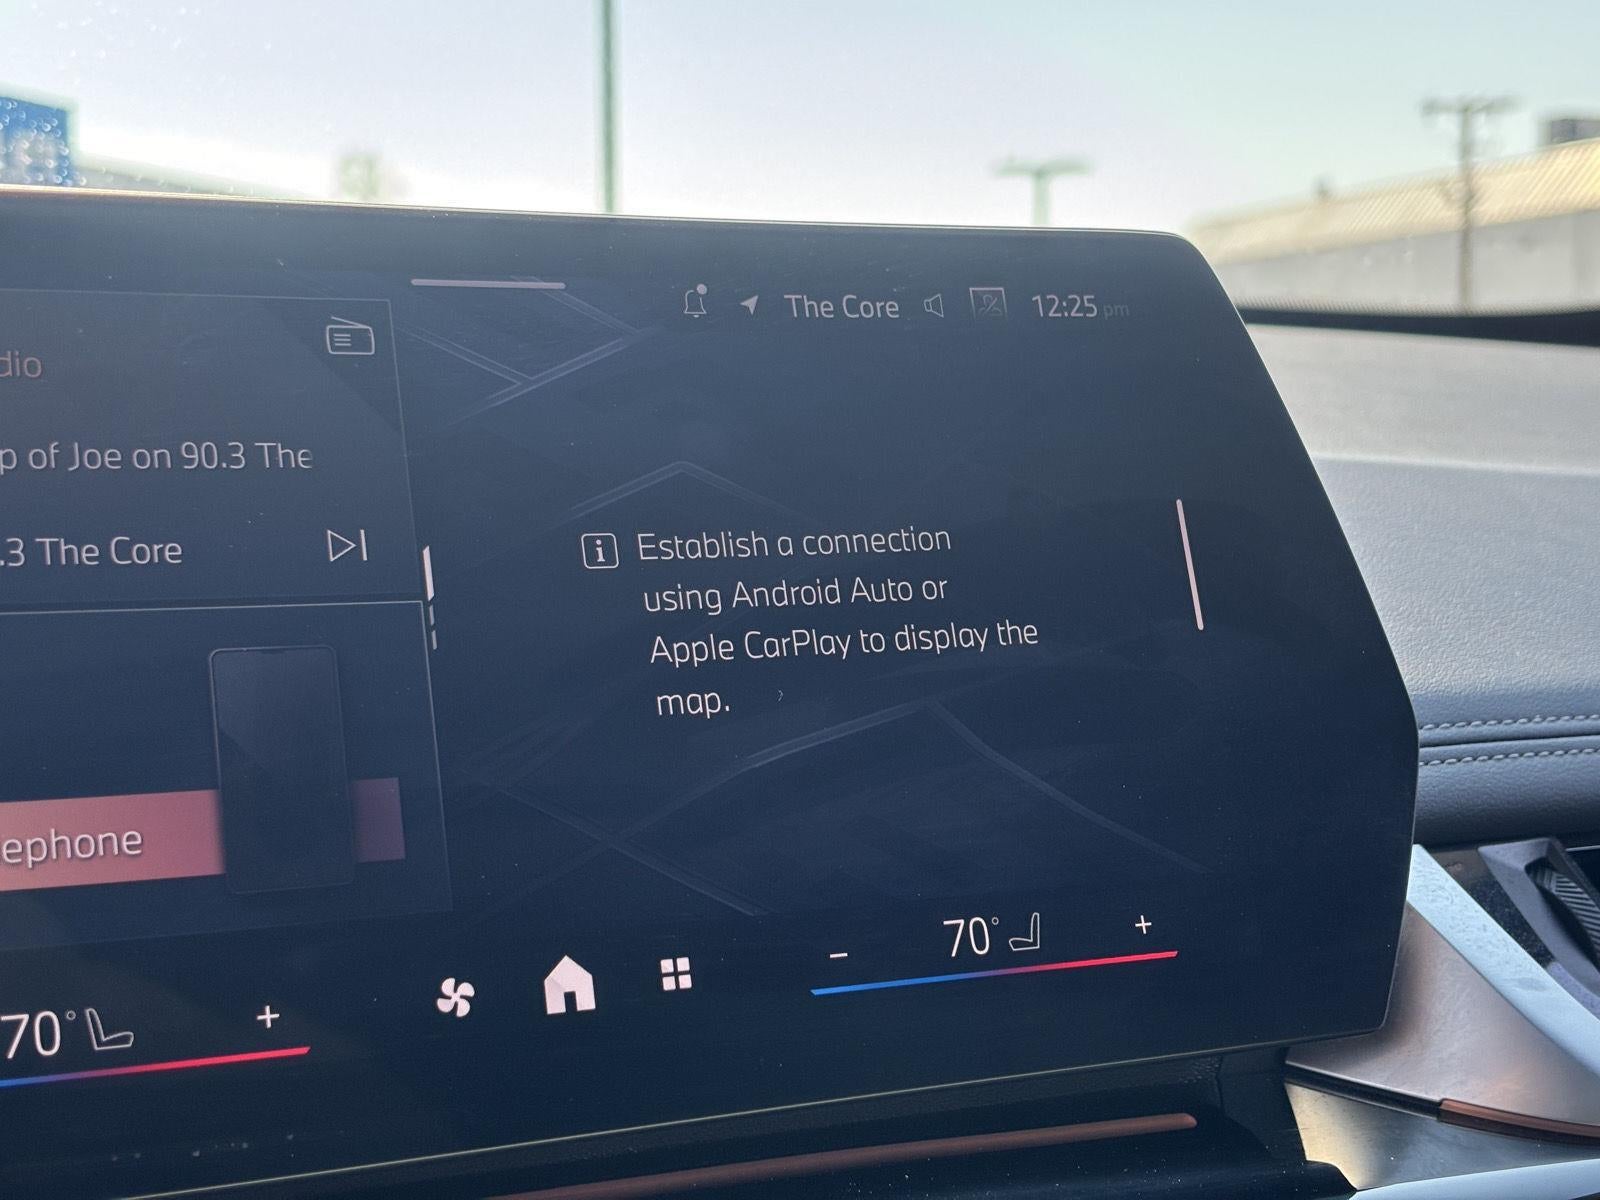 The Core 12:25 pm
dio
p of Joe on 90.3 The
.3 The Core
ephone
Establish a connection
using Android Auto or
Apple CarPlay to display the
map.
70°
+
− 70° +